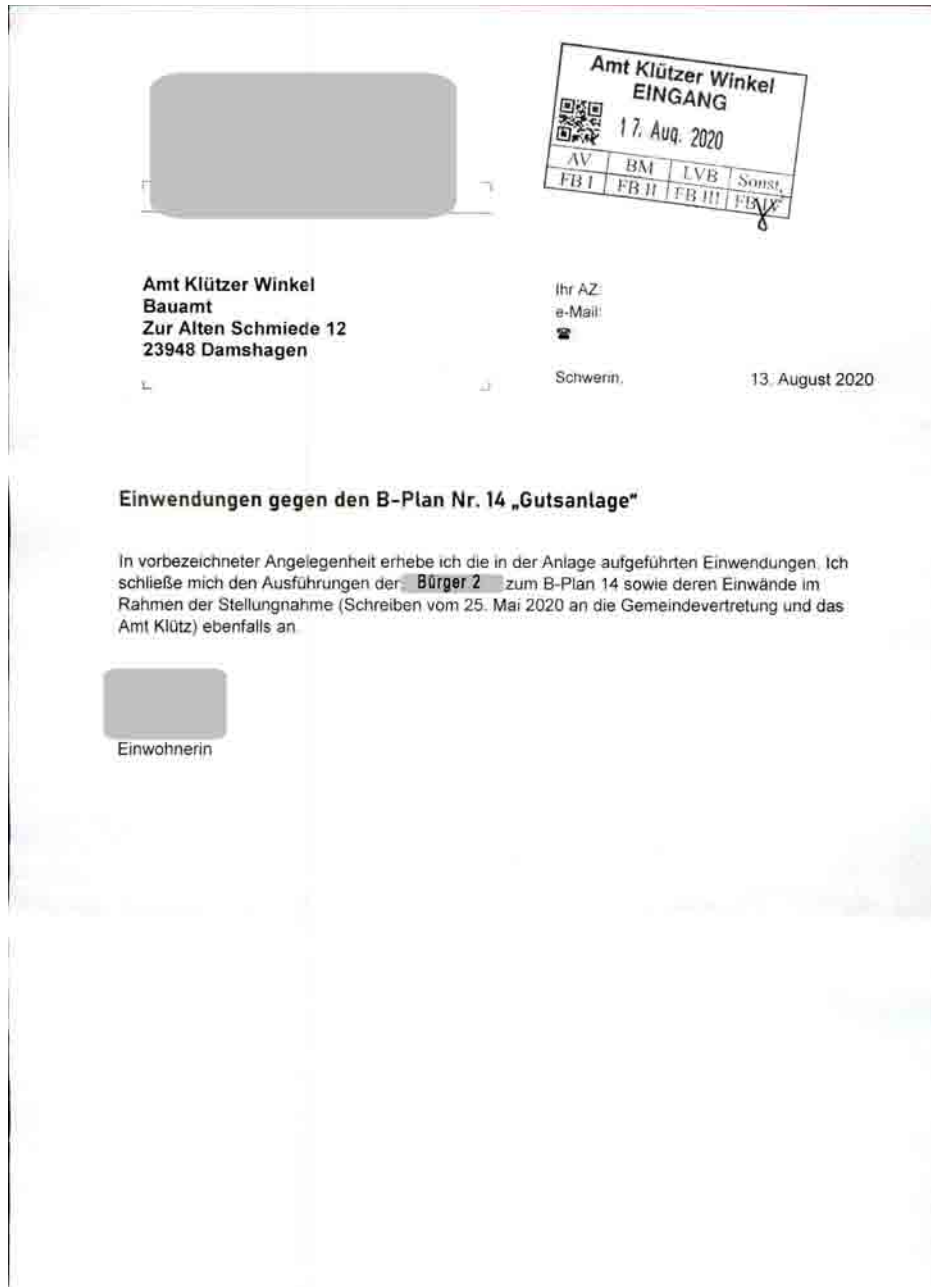 Amt Klützer Winkel
EINGANG
17. Aug. 2020
AV BM LVB Sonst.
FB I FB II FB III FB IV
Amt Klützer Winkel
Bauamt
Zur Alten Schmiede 12
23948 Damshagen
Ihr AZ:
e-Mail:
☎
Schwerin, 13. August 2020
Einwendungen gegen den B-Plan Nr. 14 „Gutsanlage“
In vorbezeichneter Angelegenheit erhebe ich die in der Anlage aufgeführten Einwendungen. Ich
schließe mich den Ausführungen der Bürger 2 zum B-Plan 14 sowie deren Einwände im
Rahmen der Stellungnahme (Schreiben vom 25. Mai 2020 an die Gemeindevertretung und das
Amt Klütz) ebenfalls an.
Einwohnerin